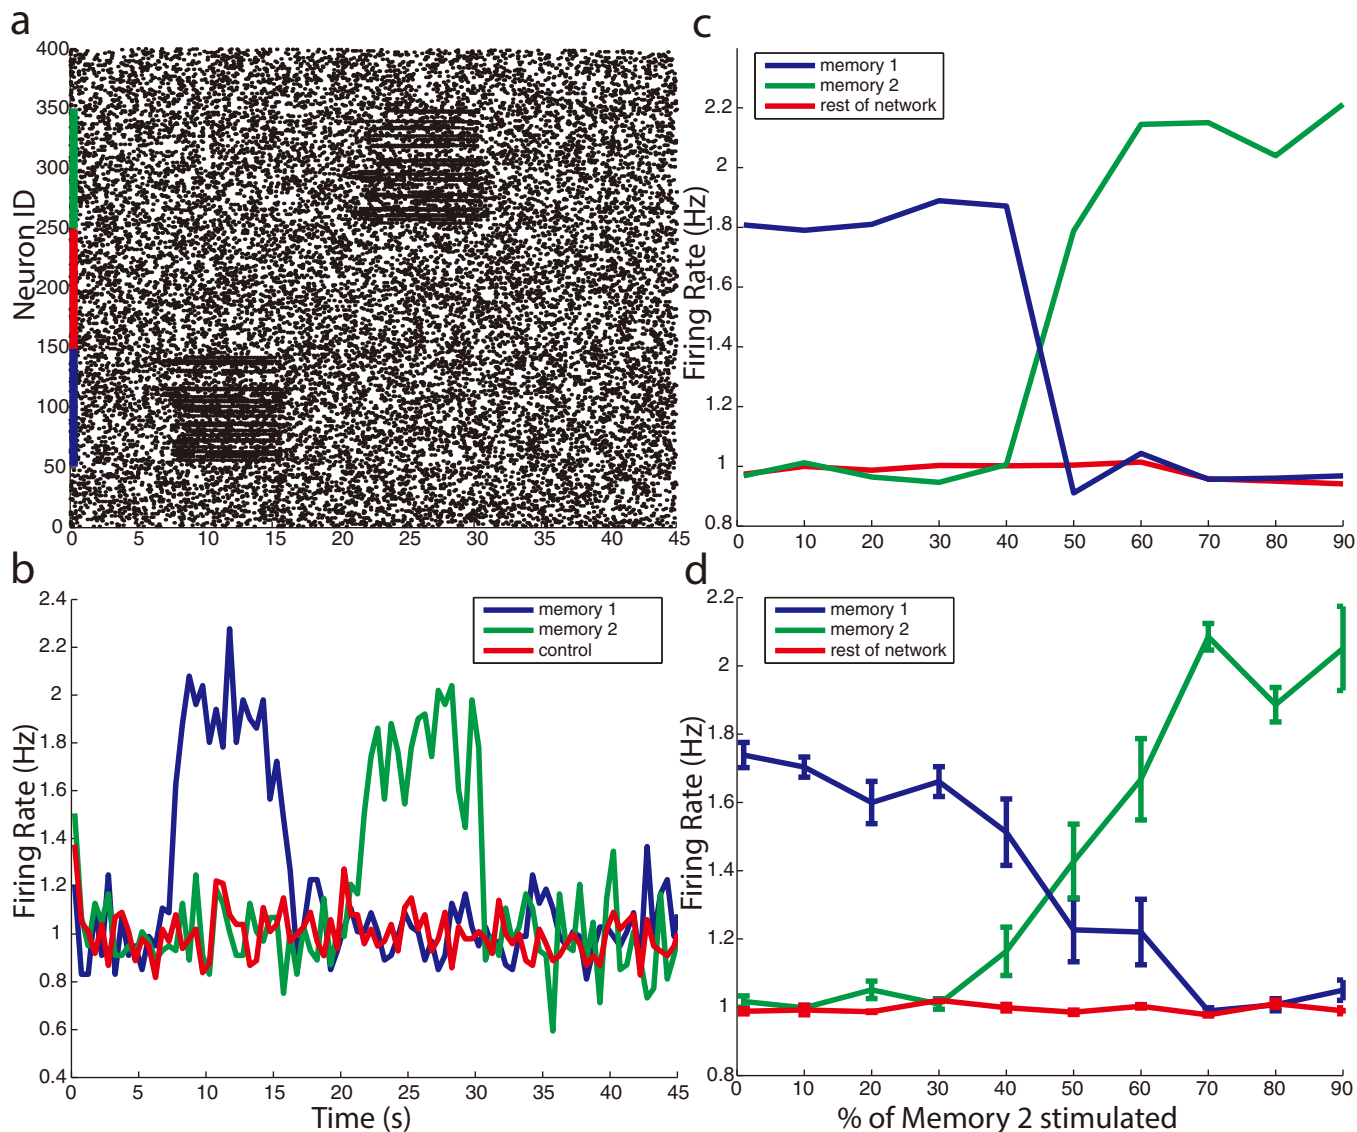 a
400
350
300
250
200
150
100
50
0
Neuron ID
0 5 10 15 20 25 30 35 40 45
b
2.4
2.2
2
1.8
1.6
1.4
1.2
1
0.8
0.6
0.4
Firing Rate (Hz)
memory 1
memory 2
control
0 5 10 15 20 25 30 35 40 45
Time (s)
c
2.2
2
1.8
1.6
1.4
1.2
1
0.8
Firing Rate (Hz)
memory 1
memory 2
rest of network
0 10 20 30 40 50 60 70 80 90
d
2.2
2
1.8
1.6
1.4
1.2
1
0.8
Firing Rate (Hz)
memory 1
memory 2
rest of network
0 10 20 30 40 50 60 70 80 90
% of Memory 2 stimulated